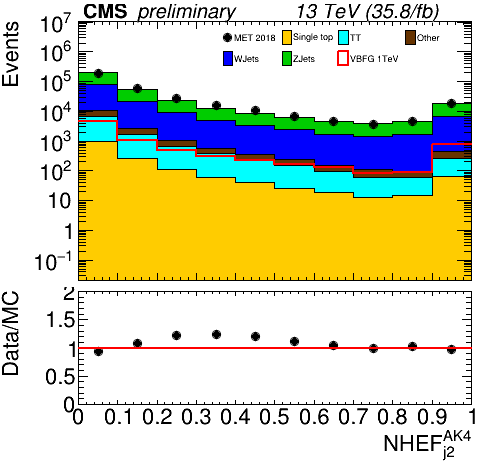 CMS preliminary 13 TeV (35.8/fb)
Events
10^7
10^6
10^5
10^4
10^3
10^2
10
1
10^-1
MET 2018 Single top TT Other
WJets ZJets VBFG 1TeV
Data/MC
2
1.5
1
0.5
0
0 0.1 0.2 0.3 0.4 0.5 0.6 0.7 0.8 0.9 1
NHEF_j2^AK4